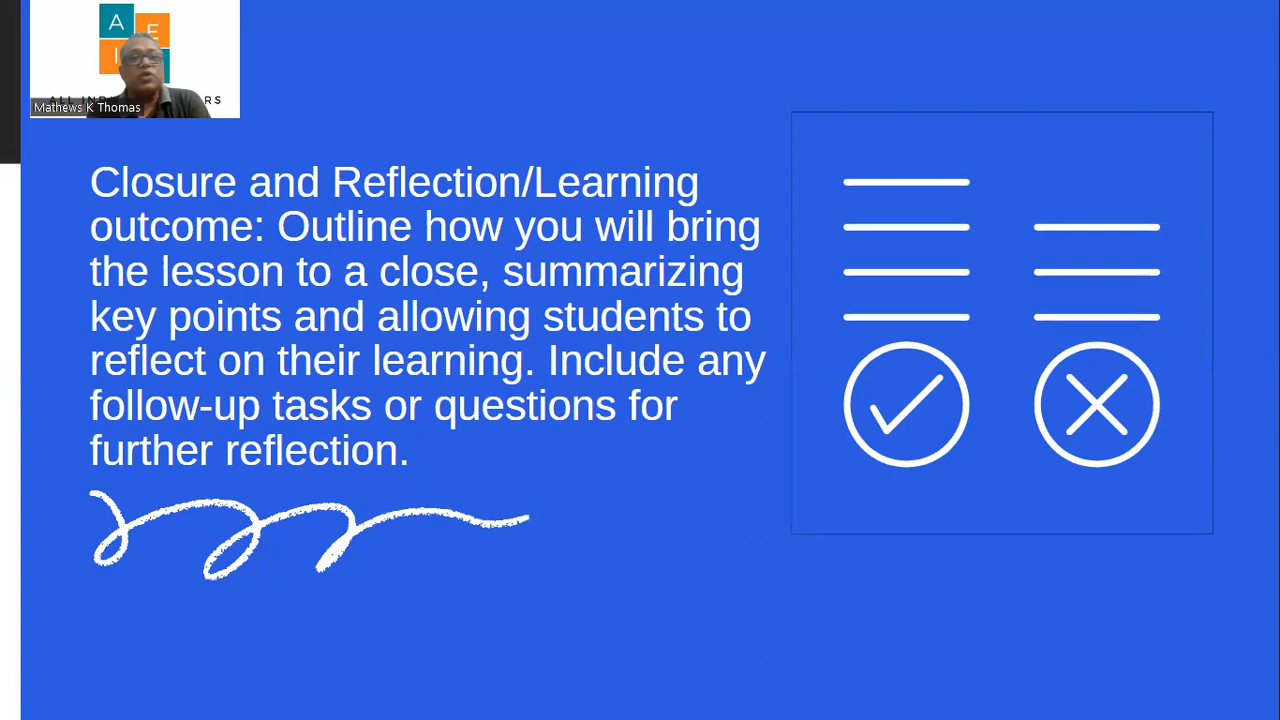 A
E
I
RS
Mathews K Thomas
Closure and Reflection/Learning
outcome: Outline how you will bring
the lesson to a close, summarizing
key points and allowing students to
reflect on their learning. Include any
follow-up tasks or questions for
further reflection.